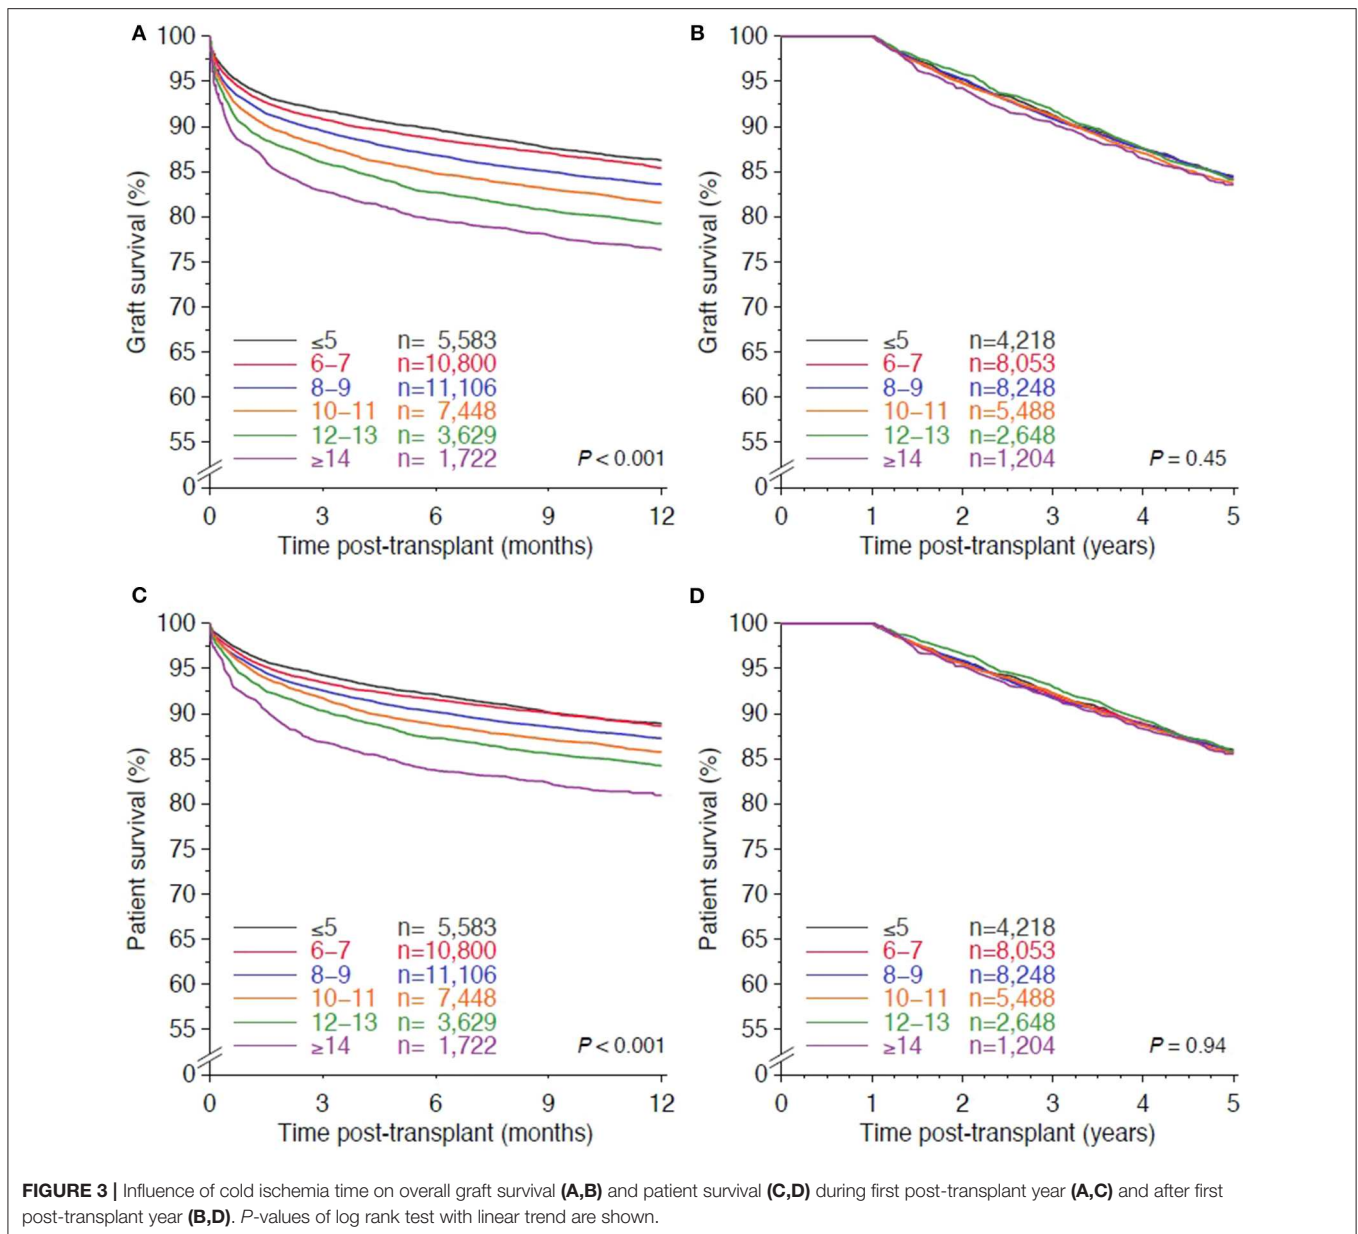 A
100
95
90
85
80
75
70
65
60
55
0
Graft survival (%)
≤5 n= 5,583
6–7 n=10,800
8–9 n=11,106
10–11 n= 7,448
12–13 n= 3,629
≥14 n= 1,722
P < 0.001
0 3 6 9 12
Time post-transplant (months)
B
100
95
90
85
80
75
70
65
60
55
0
Graft survival (%)
≤5 n=4,218
6–7 n=8,053
8–9 n=8,248
10–11 n=5,488
12–13 n=2,648
≥14 n=1,204
P = 0.45
0 1 2 3 4 5
Time post-transplant (years)
C
100
95
90
85
80
75
70
65
60
55
0
Patient survival (%)
≤5 n= 5,583
6–7 n=10,800
8–9 n=11,106
10–11 n= 7,448
12–13 n= 3,629
≥14 n= 1,722
P < 0.001
0 3 6 9 12
Time post-transplant (months)
D
100
95
90
85
80
75
70
65
60
55
0
Patient survival (%)
≤5 n=4,218
6–7 n=8,053
8–9 n=8,248
10–11 n=5,488
12–13 n=2,648
≥14 n=1,204
P = 0.94
0 1 2 3 4 5
Time post-transplant (years)
FIGURE 3 | Influence of cold ischemia time on overall graft survival (A,B) and patient survival (C,D) during first post-transplant year (A,C) and after first
post-transplant year (B,D). P-values of log rank test with linear trend are shown.